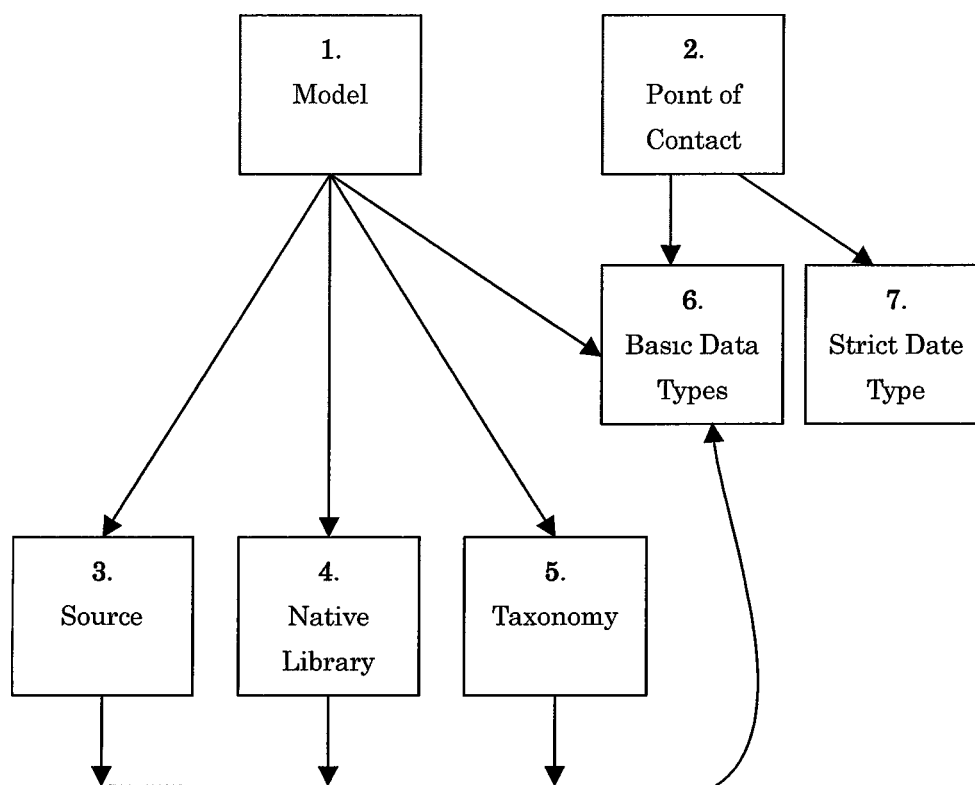 1.
Model
2.
Point of
Contact
6.
Basic Data
Types
7.
Strict Date
Type
3.
Source
4.
Native
Library
5.
Taxonomy